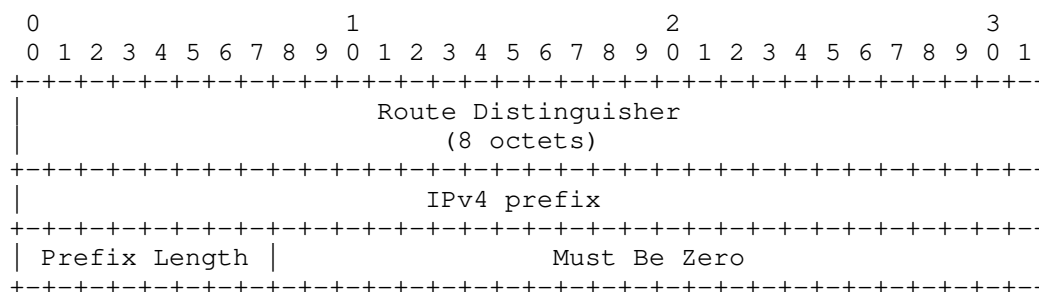 0                   1                   2                   3
0 1 2 3 4 5 6 7 8 9 0 1 2 3 4 5 6 7 8 9 0 1 2 3 4 5 6 7 8 9 0 1
+-+-+-+-+-+-+-+-+-+-+-+-+-+-+-+-+-+-+-+-+-+-+-+-+-+-+-+-+-+-+-+-
| Route Distinguisher
| (8 octets)
+-+-+-+-+-+-+-+-+-+-+-+-+-+-+-+-+-+-+-+-+-+-+-+-+-+-+-+-+-+-+-+-
| IPv4 prefix
+-+-+-+-+-+-+-+-+-+-+-+-+-+-+-+-+-+-+-+-+-+-+-+-+-+-+-+-+-+-+-+-
| Prefix Length | Must Be Zero
+-+-+-+-+-+-+-+-+-+-+-+-+-+-+-+-+-+-+-+-+-+-+-+-+-+-+-+-+-+-+-+-